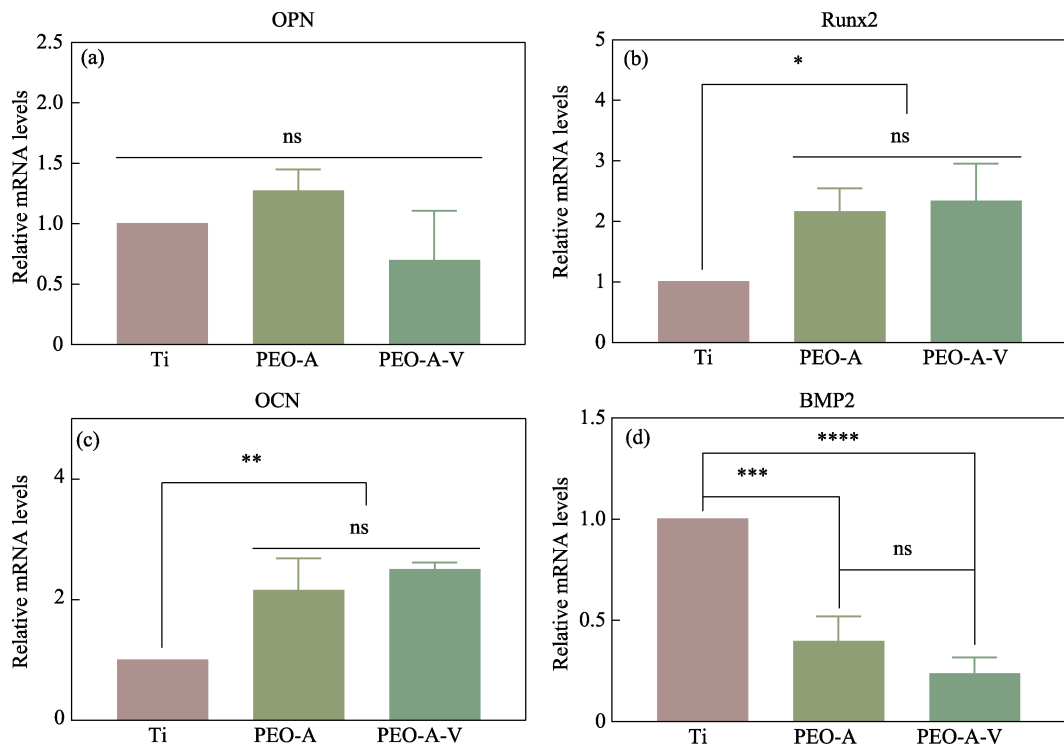 OPN
(a)
Relative mRNA levels
2.5
2.0
1.5
1.0
0.5
0
ns
Ti
PEO-A
PEO-A-V
Runx2
(b)
Relative mRNA levels
5
4
3
2
1
0
*
ns
Ti
PEO-A
PEO-A-V
OCN
(c)
Relative mRNA levels
4
2
0
**
ns
Ti
PEO-A
PEO-A-V
BMP2
(d)
Relative mRNA levels
1.5
1.0
0.5
0
****
***
ns
Ti
PEO-A
PEO-A-V